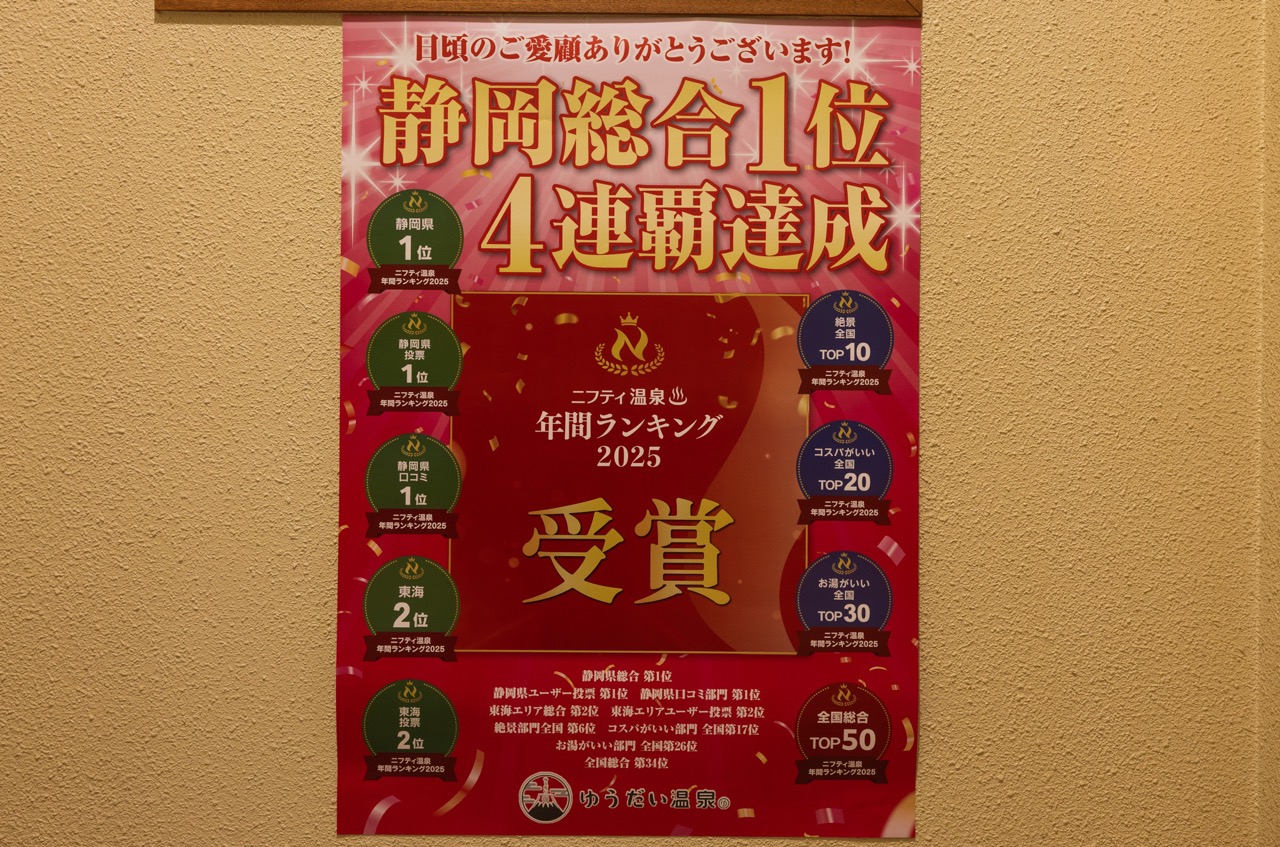 日頃のご愛顧ありがとうございます!
静岡総合1位
4連覇達成
静岡県
1位
ニフティ温泉
年間ランキング2025
静岡県
投票
1位
ニフティ温泉
年間ランキング2025
静岡県
口コミ
1位
ニフティ温泉
年間ランキング2025
東海
2位
ニフティ温泉
年間ランキング2025
東海
投票
2位
ニフティ温泉
年間ランキング2025
ニフティ温泉
年間ランキング
2025
受賞
絶景
全国
TOP10
ニフティ温泉
年間ランキング2025
コスパがいい
全国
TOP20
ニフティ温泉
年間ランキング2025
お湯がいい
全国
TOP30
ニフティ温泉
年間ランキング2025
全国総合
TOP50
ニフティ温泉
年間ランキング2025
静岡県総合 第1位
静岡県ユーザー投票 第1位 静岡県口コミ部門 第1位
東海エリア総合 第2位 東海エリアユーザー投票 第2位
絶景部門全国 第6位 コスパがいい部門 全国第17位
お湯がいい部門 全国第26位
全国総合 第34位
ゆうだい温泉